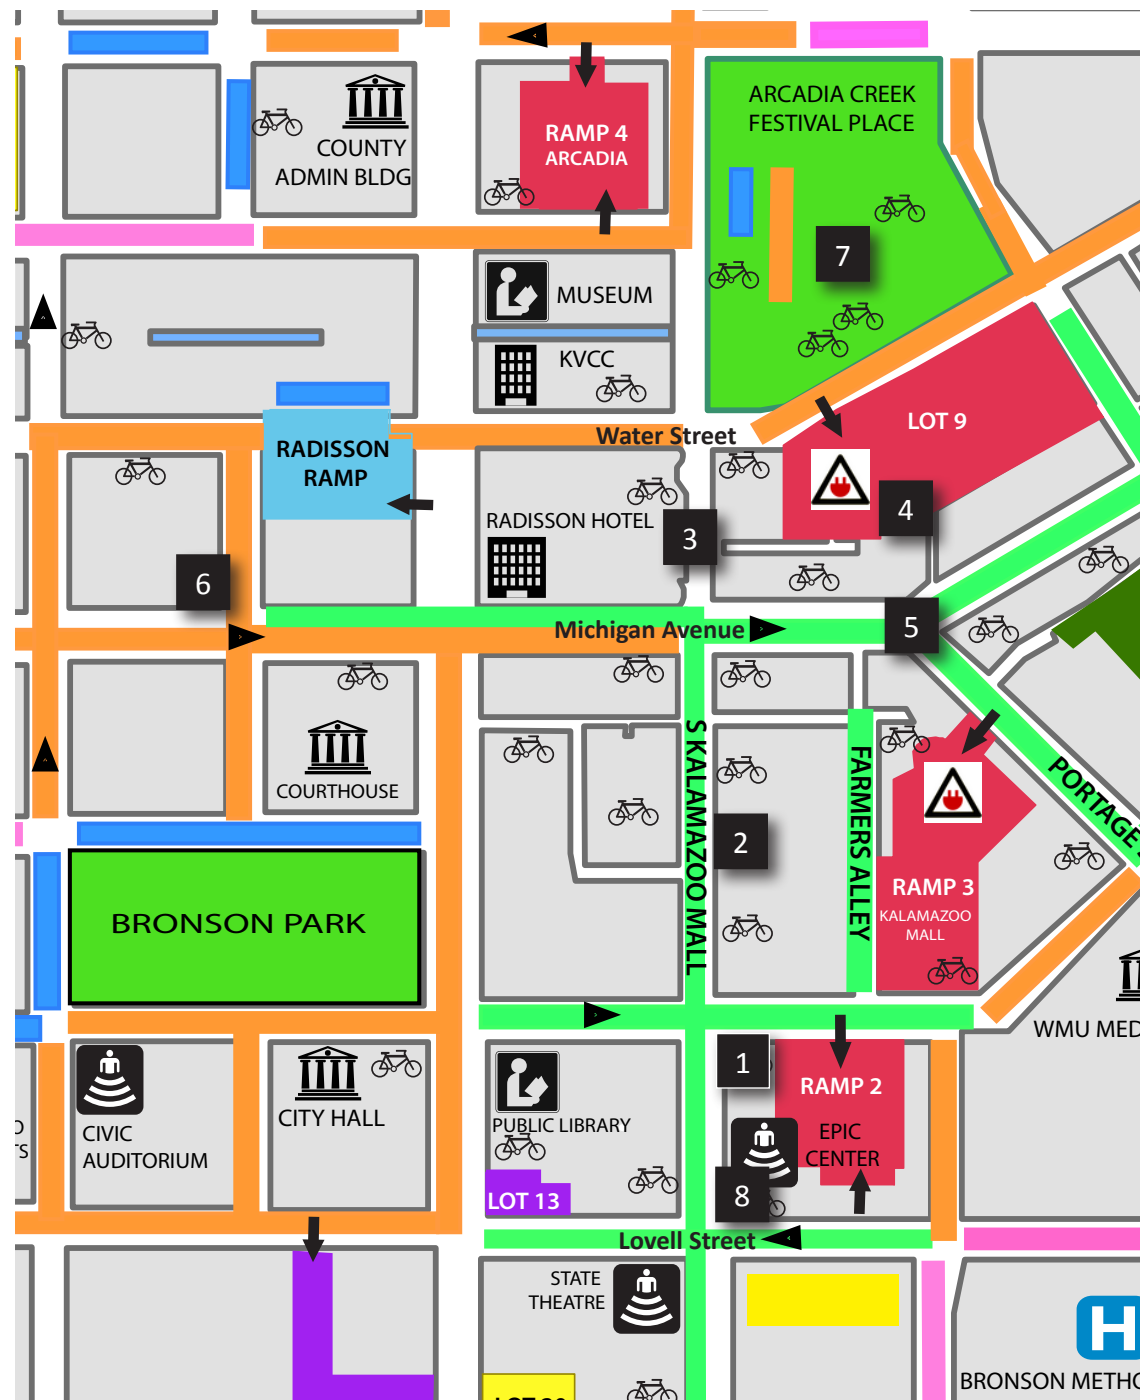 ARCADIA CREEK
FESTIVAL PLACE
RAMP 4
ARCADIA
COUNTY
ADMIN BLDG
7
MUSEUM
KVCC
LOT 9
Water Street
RADISSON
RAMP
RADISSON HOTEL
3
4
6
Michigan Avenue
5
COURTHOUSE
S KALAMAZOO MALL
FARMERS ALLEY
PORTAGE
2
RAMP 3
KALAMAZOO
MALL
BRONSON PARK
WMU MED
1
RAMP 2
EPIC
CENTER
CITY HALL
PUBLIC LIBRARY
CIVIC
AUDITORIUM
LOT 13
8
Lovell Street
STATE
THEATRE
H
BRONSON METHO